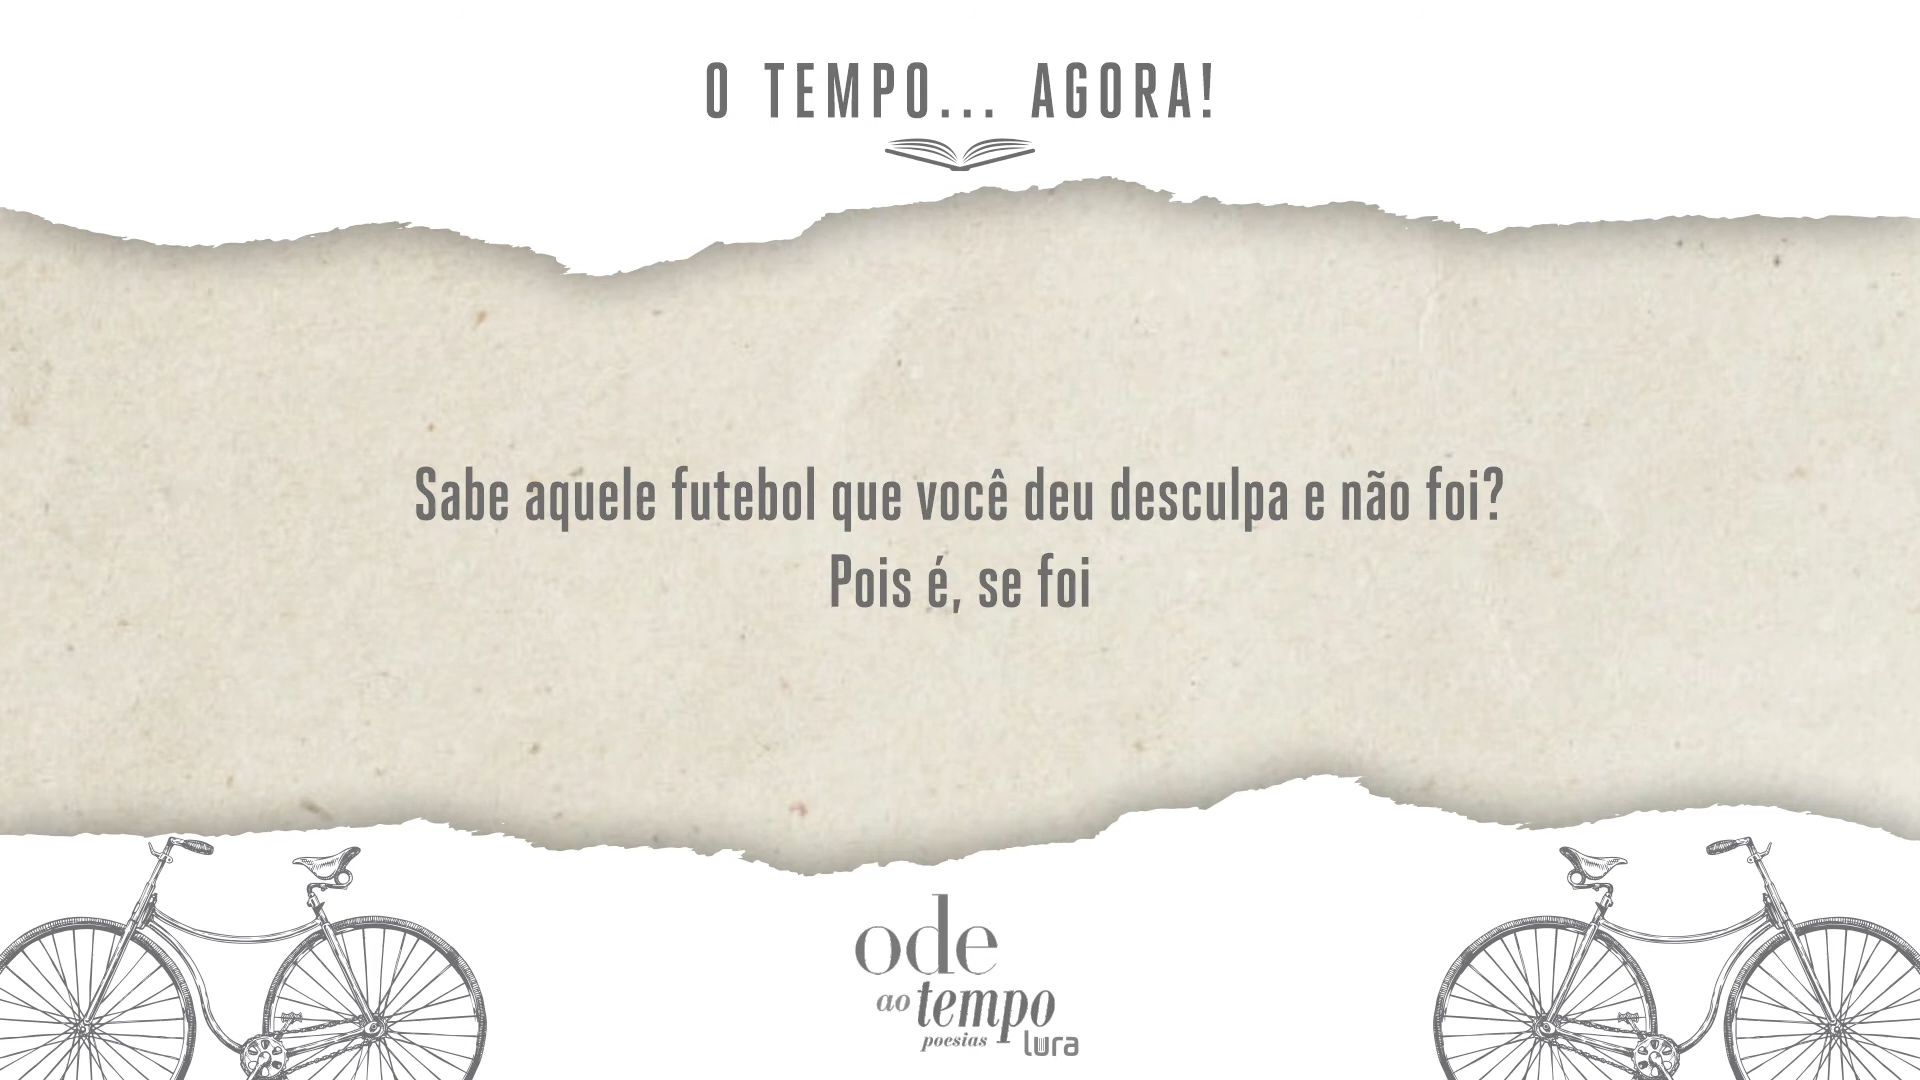 O TEMPO... AGORA!
Sabe aquele futebol que você deu desculpa e não foi?
Pois é, se foi
ode
ao tempo
poesias lura